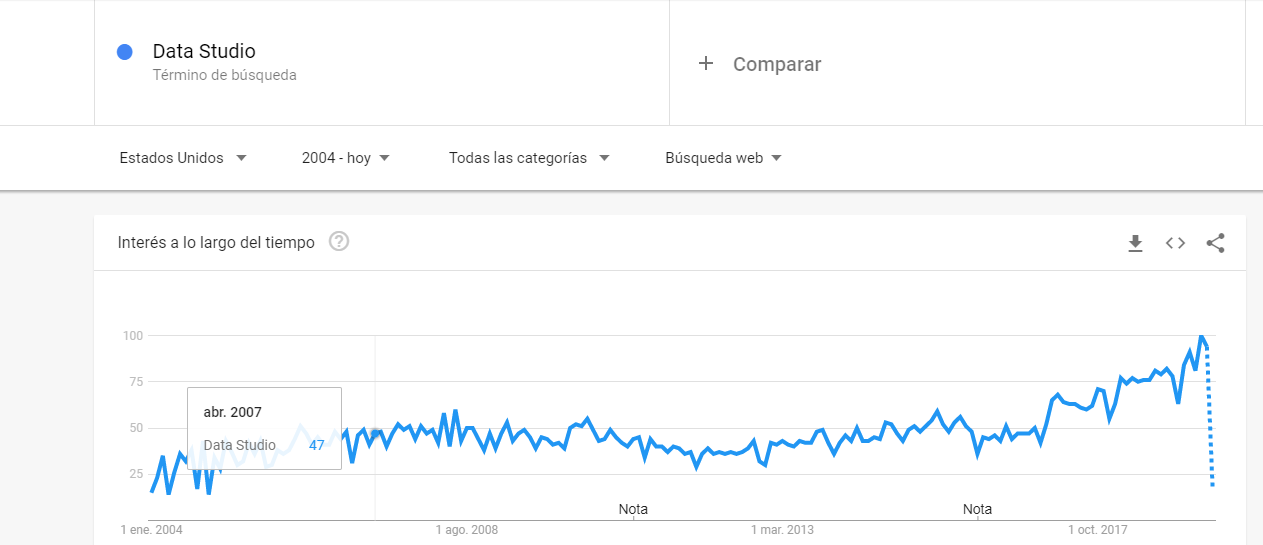 Data Studio
Término de búsqueda
+ Comparar
Estados Unidos
2004 - hoy
Todas las categorías
Búsqueda web
Interés a lo largo del tiempo
?
<>
100
75
50
25
abr. 2007
Data Studio 47
Nota
Nota
1 ene. 2004
1 ago. 2008
1 mar. 2013
1 oct. 2017